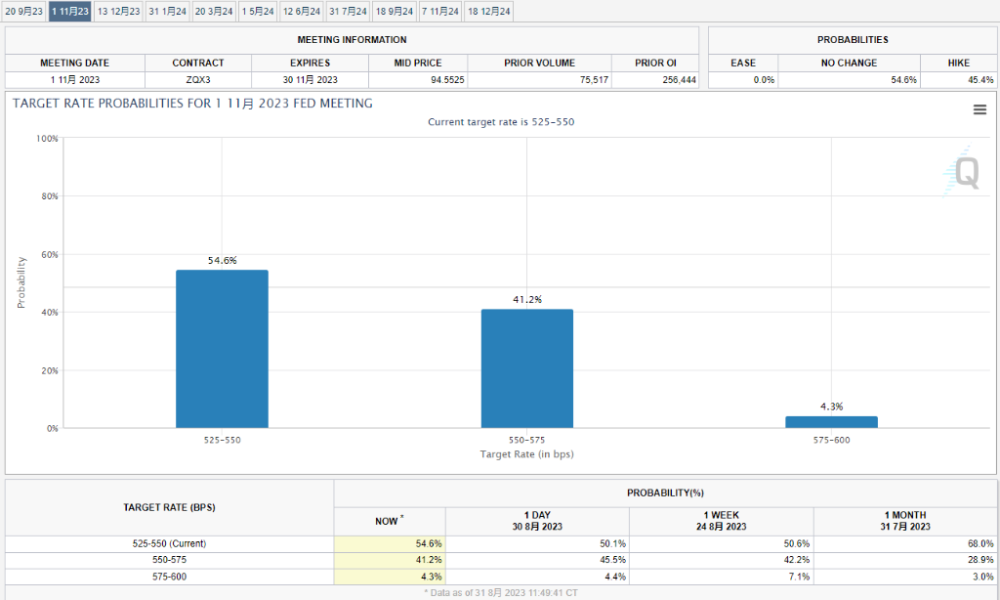 20 9月23 1 11月23 13 12月23 31 1月24 20 3月24 1 5月24 12 6月24 31 7月24 18 9月24 7 11月24 18 12月24
MEETING INFORMATION
MEETING DATE CONTRACT EXPIRES MID PRICE PRIOR VOLUME PRIOR OI
1 11月 2023 ZQX3 30 11月 2023 94.5525 75,517 256,444
PROBABILITIES
EASE NO CHANGE HIKE
0.0% 54.6% 45.4%
TARGET RATE PROBABILITIES FOR 1 11月 2023 FED MEETING
Current target rate is 525-550
Probability
100%
80%
60%
40%
20%
0%
54.6%
41.2%
4.3%
Q
525-550 550-575 575-600
Target Rate (in bps)
TARGET RATE (BPS) PROBABILITY(%)
NOW * 1 DAY 1 WEEK 1 MONTH
30 8月 2023 24 8月 2023 31 7月 2023
525-550 (Current) 54.6% 50.1% 50.6% 68.0%
550-575 41.2% 45.5% 42.2% 28.9%
575-600 4.3% 4.4% 7.1% 3.0%
* Data as of 31 8月 2023 11:49:41 CT